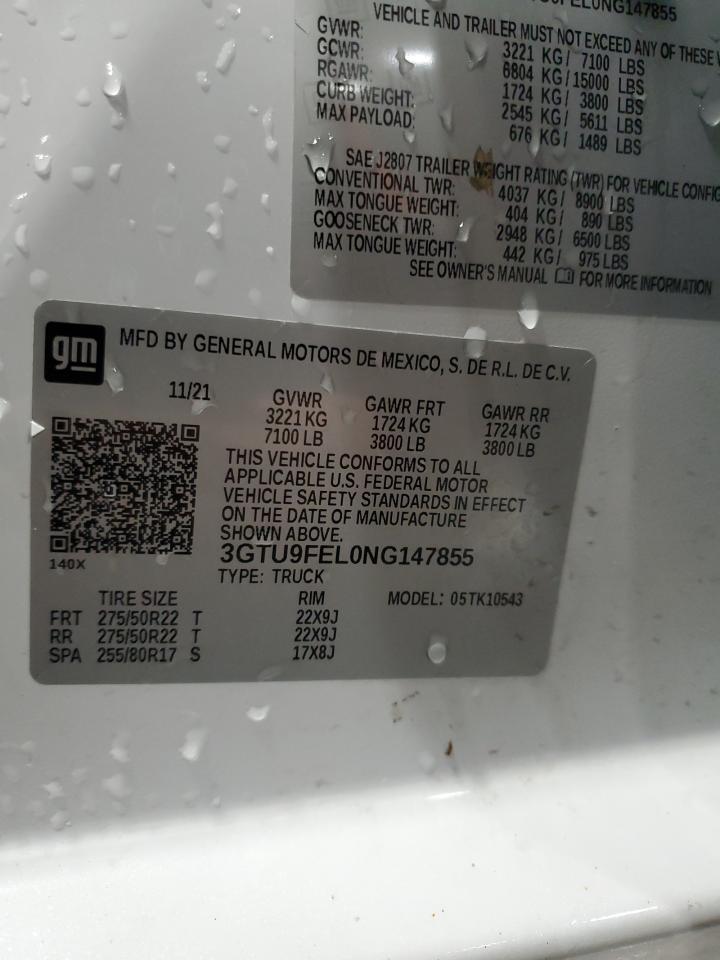 FEL0NG147855
VEHICLE AND TRAILER MUST NOT EXCEED ANY OF THESE
GVWR: 3221 KG/ 7100 LBS
GCWR: 6804 KG/15000 LBS
RGAWR: 1724 KG/ 3800 LBS
CURB WEIGHT: 2545 KG/ 5611 LBS
MAX PAYLOAD: 676 KG/ 1489 LBS
SAE J2807 TRAILER WEIGHT RATING (TWR) FOR VEHICLE CONFIG
CONVENTIONAL TWR: 4037 KG/ 8900 LBS
MAX TONGUE WEIGHT: 404 KG/ 890 LBS
GOOSENECK TWR: 2948 KG/ 6500 LBS
MAX TONGUE WEIGHT: 442 KG/ 975 LBS
SEE OWNER'S MANUAL FOR MORE INFORMATION
gm
MFD BY GENERAL MOTORS DE MEXICO, S. DE R.L. DE C.V.
11/21 GVWR GAWR FRT GAWR RR
3221 KG 1724 KG 1724 KG
7100 LB 3800 LB 3800 LB
THIS VEHICLE CONFORMS TO ALL
APPLICABLE U.S. FEDERAL MOTOR
VEHICLE SAFETY STANDARDS IN EFFECT
ON THE DATE OF MANUFACTURE
SHOWN ABOVE.
3GTU9FEL0NG147855
140X
TYPE: TRUCK
TIRE SIZE RIM MODEL: 05TK10543
FRT 275/50R22 T 22X9J
RR 275/50R22 T 22X9J
SPA 255/80R17 S 17X8J